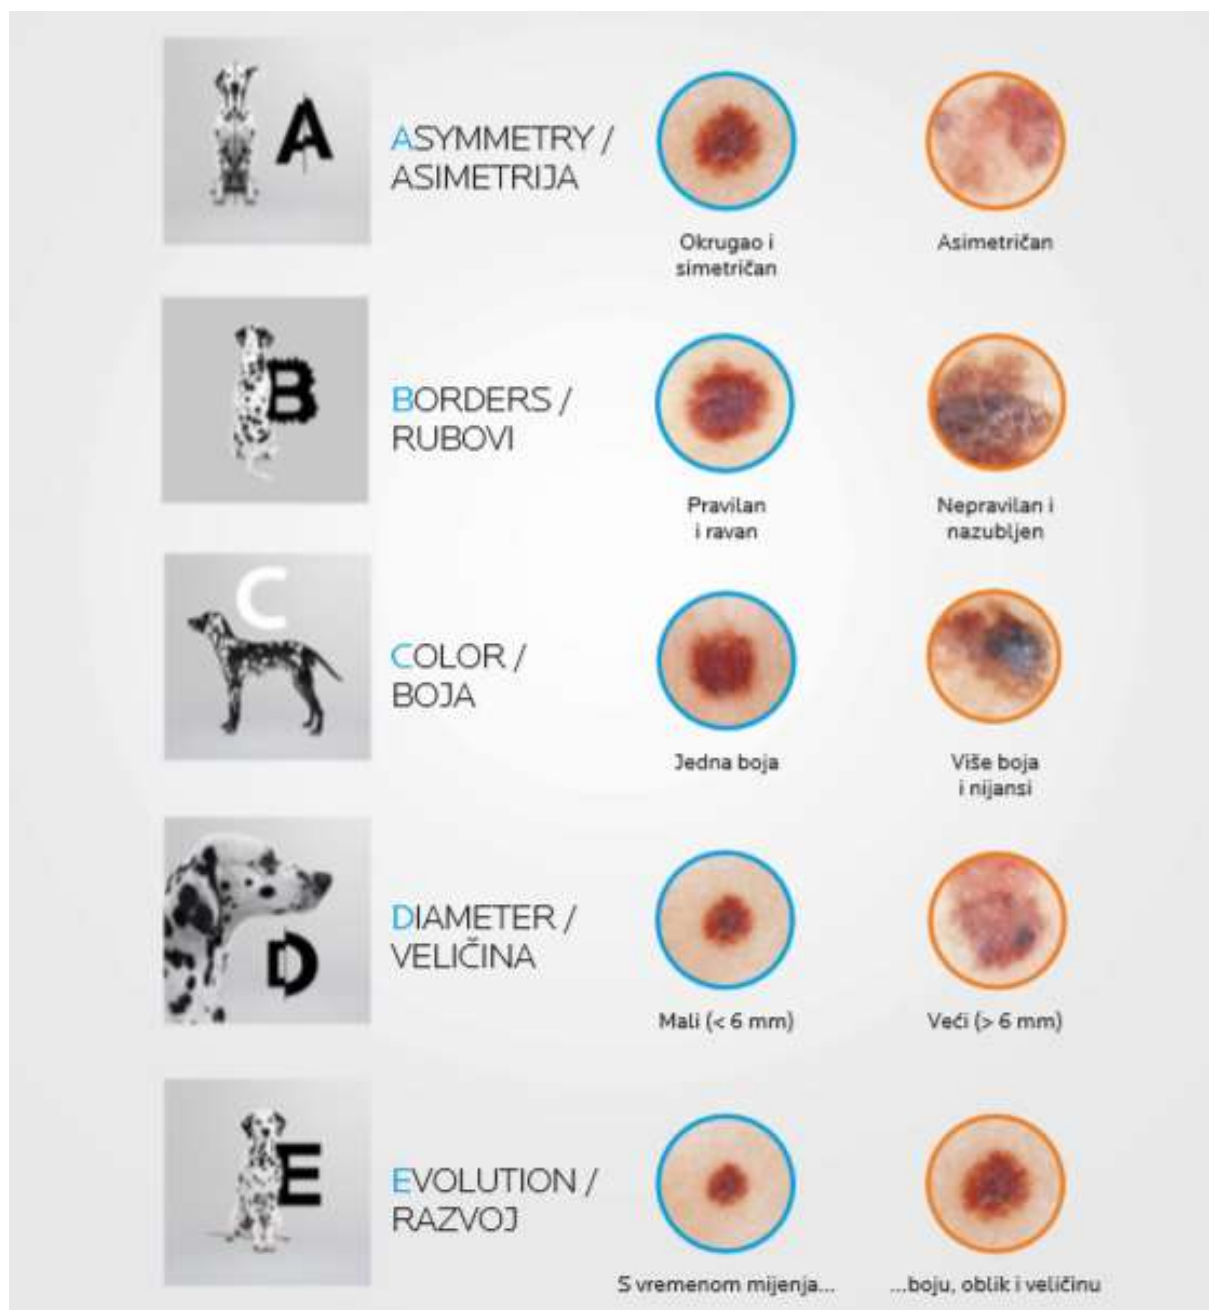 A
ASYMMETRY /
ASIMETRIJA
Okrugao i
simetričan
Asimetričan
B
BORDERS /
RUBOVI
Pravilan
i ravan
Nepravilan i
nazubljen
C
COLOR /
BOJA
Jedna boja
Više boja
i nijansi
D
DIAMETER /
VELIČINA
Mali (< 6 mm)
Veći (> 6 mm)
E
EVOLUTION /
RAZVOJ
S vremenom mijenja...
...boju, oblik i veličinu